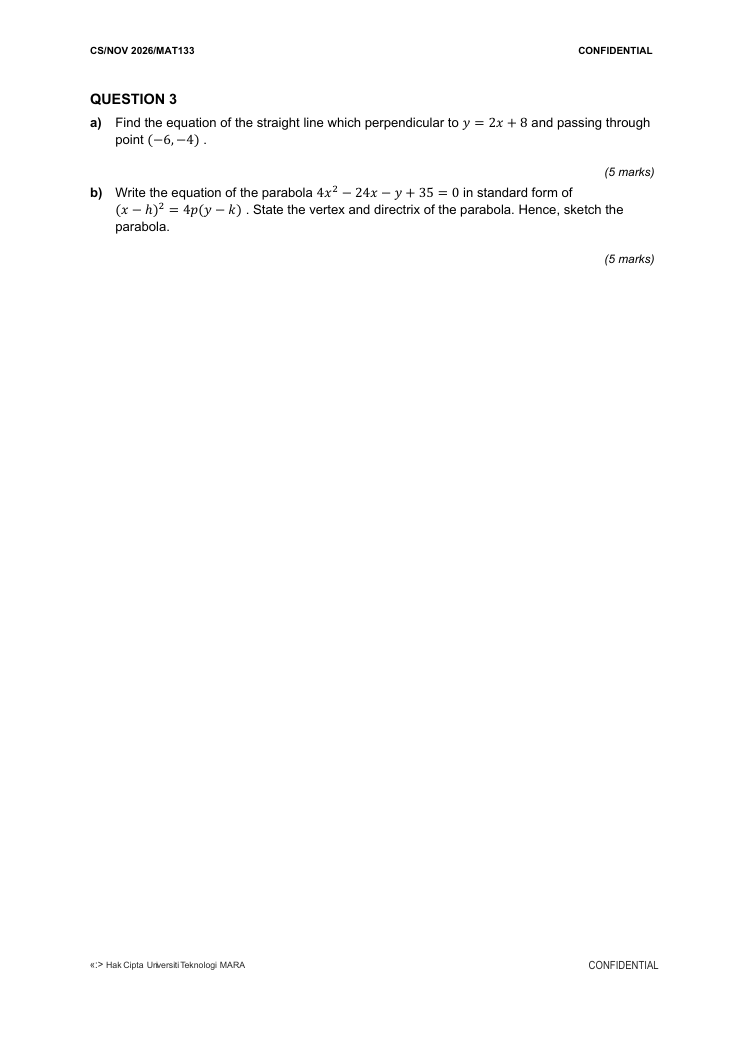 CS/NOV 2026/MAT133 CONFIDENTIAL
QUESTION 3
a) Find the equation of the straight line which perpendicular to y = 2x + 8 and passing through
point (−6, −4) .
(5 marks)
b) Write the equation of the parabola 4x² − 24x − y + 35 = 0 in standard form of
(x − h)² = 4p(y − k) . State the vertex and directrix of the parabola. Hence, sketch the
parabola.
(5 marks)
«:> Hak Cipta Universiti Teknologi MARA CONFIDENTIAL